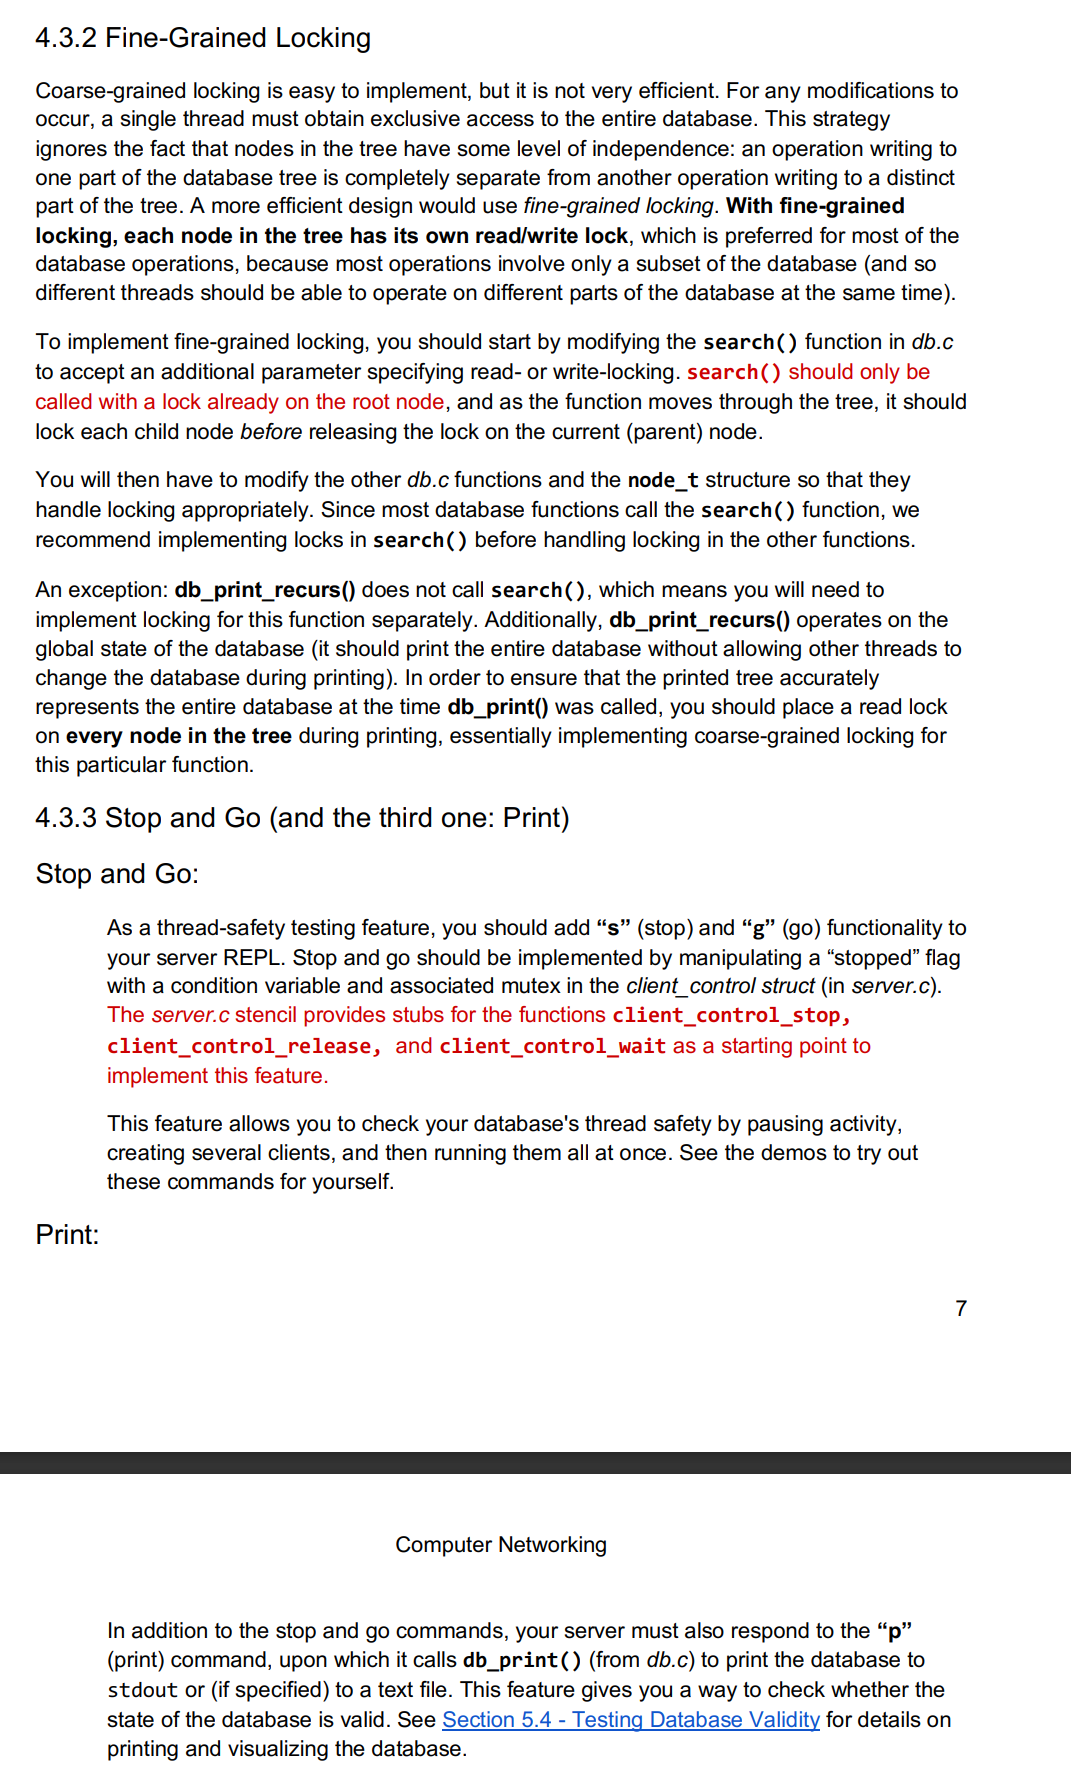 4.3.2 Fine-Grained Locking
Coarse-grained locking is easy to implement, but it is not very efficient. For any modifications to
occur, a single thread must obtain exclusive access to the entire database. This strategy
ignores the fact that nodes in the tree have some level of independence: an operation writing to
one part of the database tree is completely separate from another operation writing to a distinct
part of the tree. A more efficient design would use fine-grained locking. With fine-grained
locking, each node in the tree has its own read/write lock, which is preferred for most of the
database operations, because most operations involve only a subset of the database (and so
different threads should be able to operate on different parts of the database at the same time).
To implement fine-grained locking, you should start by modifying the search() function in db.c
to accept an additional parameter specifying read- or write-locking. search() should only be
called with a lock already on the root node, and as the function moves through the tree, it should
lock each child node before releasing the lock on the current (parent) node.
You will then have to modify the other db.c functions and the node_t structure so that they
handle locking appropriately. Since most database functions call the search() function, we
recommend implementing locks in search() before handling locking in the other functions.
An exception: db_print_recurs() does not call search(), which means you will need to
implement locking for this function separately. Additionally, db_print_recurs() operates on the
global state of the database (it should print the entire database without allowing other threads to
change the database during printing). In order to ensure that the printed tree accurately
represents the entire database at the time db_print() was called, you should place a read lock
on every node in the tree during printing, essentially implementing coarse-grained locking for
this particular function.
4.3.3 Stop and Go (and the third one: Print)
Stop and Go:
As a thread-safety testing feature, you should add “s” (stop) and “g” (go) functionality to
your server REPL. Stop and go should be implemented by manipulating a “stopped” flag
with a condition variable and associated mutex in the client_control struct (in server.c).
The server.c stencil provides stubs for the functions client_control_stop,
client_control_release, and client_control_wait as a starting point to
implement this feature.
This feature allows you to check your database's thread safety by pausing activity,
creating several clients, and then running them all at once. See the demos to try out
these commands for yourself.
Print:
7
Computer Networking
In addition to the stop and go commands, your server must also respond to the “p”
(print) command, upon which it calls db_print() (from db.c) to print the database to
stdout or (if specified) to a text file. This feature gives you a way to check whether the
state of the database is valid. See Section 5.4 - Testing Database Validity for details on
printing and visualizing the database.